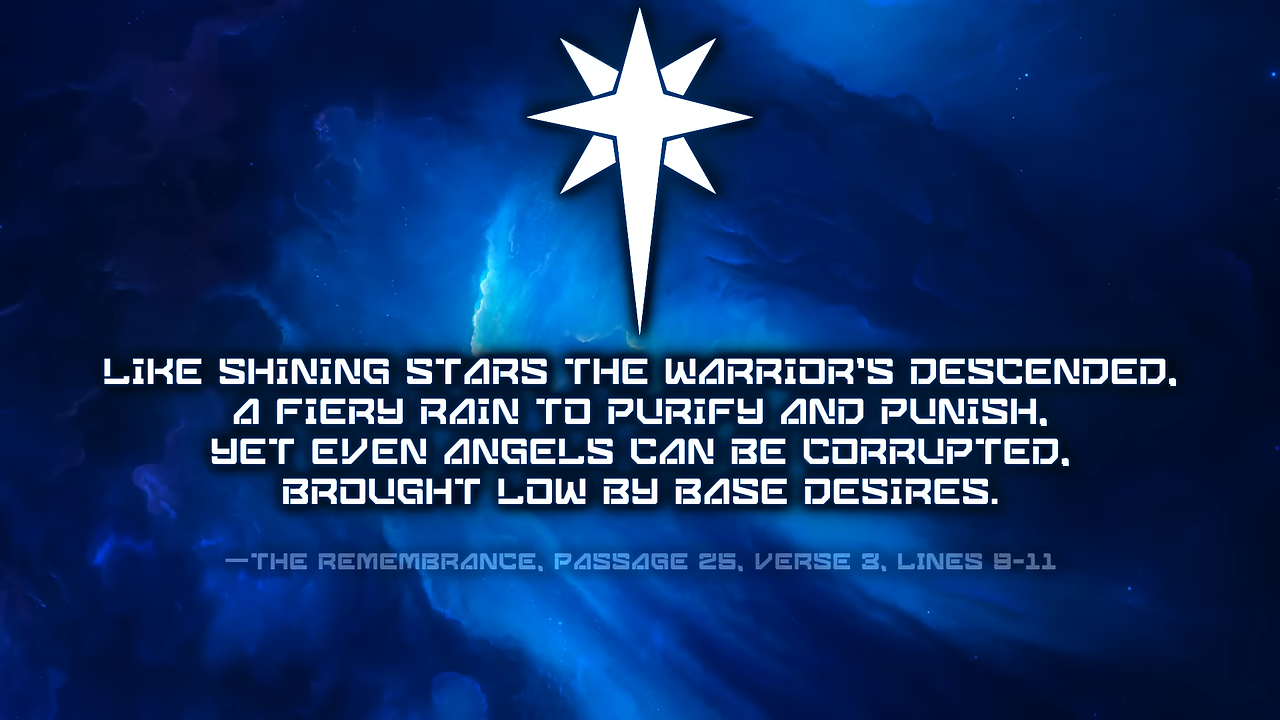 LIKE SHINING STARS THE WARRIOR'S DESCENDED,
A FIERY RAIN TO PURIFY AND PUNISH,
YET EVEN ANGELS CAN BE CORRUPTED,
BROUGHT LOW BY BASE DESIRES.
—THE REMEMBRANCE, PASSAGE 25, VERSE 3, LINES 9-11